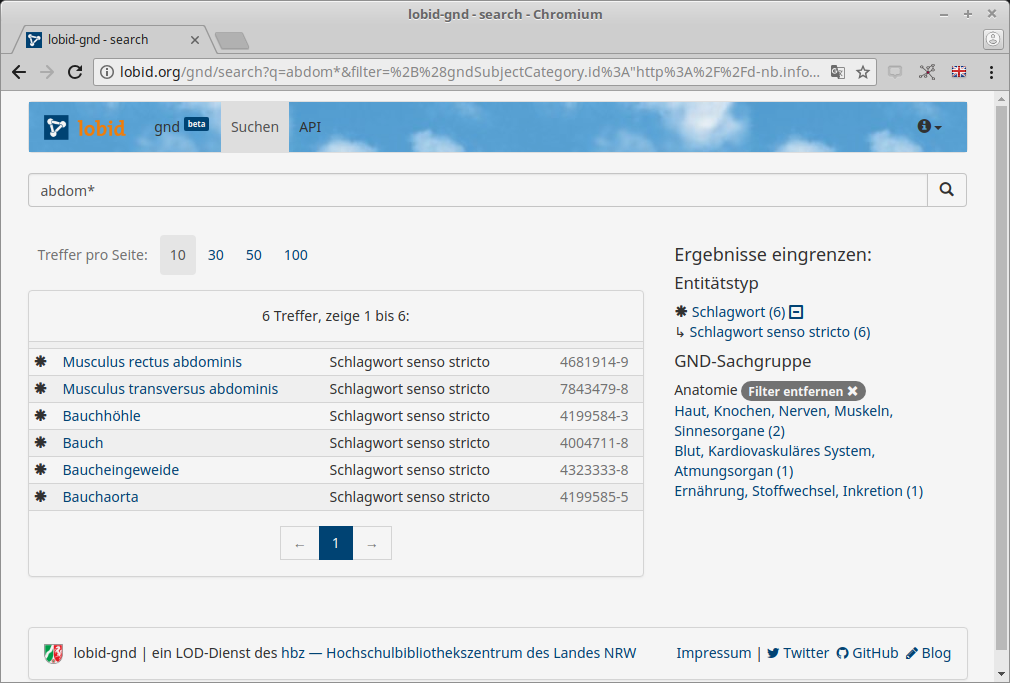 lobid-gnd - search - Chromium
lobid-gnd - search
lobid.org/gnd/search?q=abdom*&filter=%2B%28gndSubjectCategory.id%3A"http%3A%2F%2Fd-nb.info...
lobid gnd beta Suchen API
abdom*
Treffer pro Seite: 10 30 50 100
6 Treffer, zeige 1 bis 6:
Musculus rectus abdominis Schlagwort senso stricto 4681914-9
Musculus transversus abdominis Schlagwort senso stricto 7843479-8
Bauchhöhle Schlagwort senso stricto 4199584-3
Bauch Schlagwort senso stricto 4004711-8
Baucheingeweide Schlagwort senso stricto 4323333-8
Bauchaorta Schlagwort senso stricto 4199585-5
← 1 →
Ergebnisse eingrenzen:
Entitätstyp
Schlagwort (6)
↳ Schlagwort senso stricto (6)
GND-Sachgruppe
Anatomie Filter entfernen ✖
Haut, Knochen, Nerven, Muskeln,
Sinnesorgane (2)
Blut, Kardiovaskuläres System,
Atmungsorgan (1)
Ernährung, Stoffwechsel, Inkretion (1)
lobid-gnd | ein LOD-Dienst des hbz — Hochschulbibliothekszentrum des Landes NRW Impressum | Twitter GitHub Blog